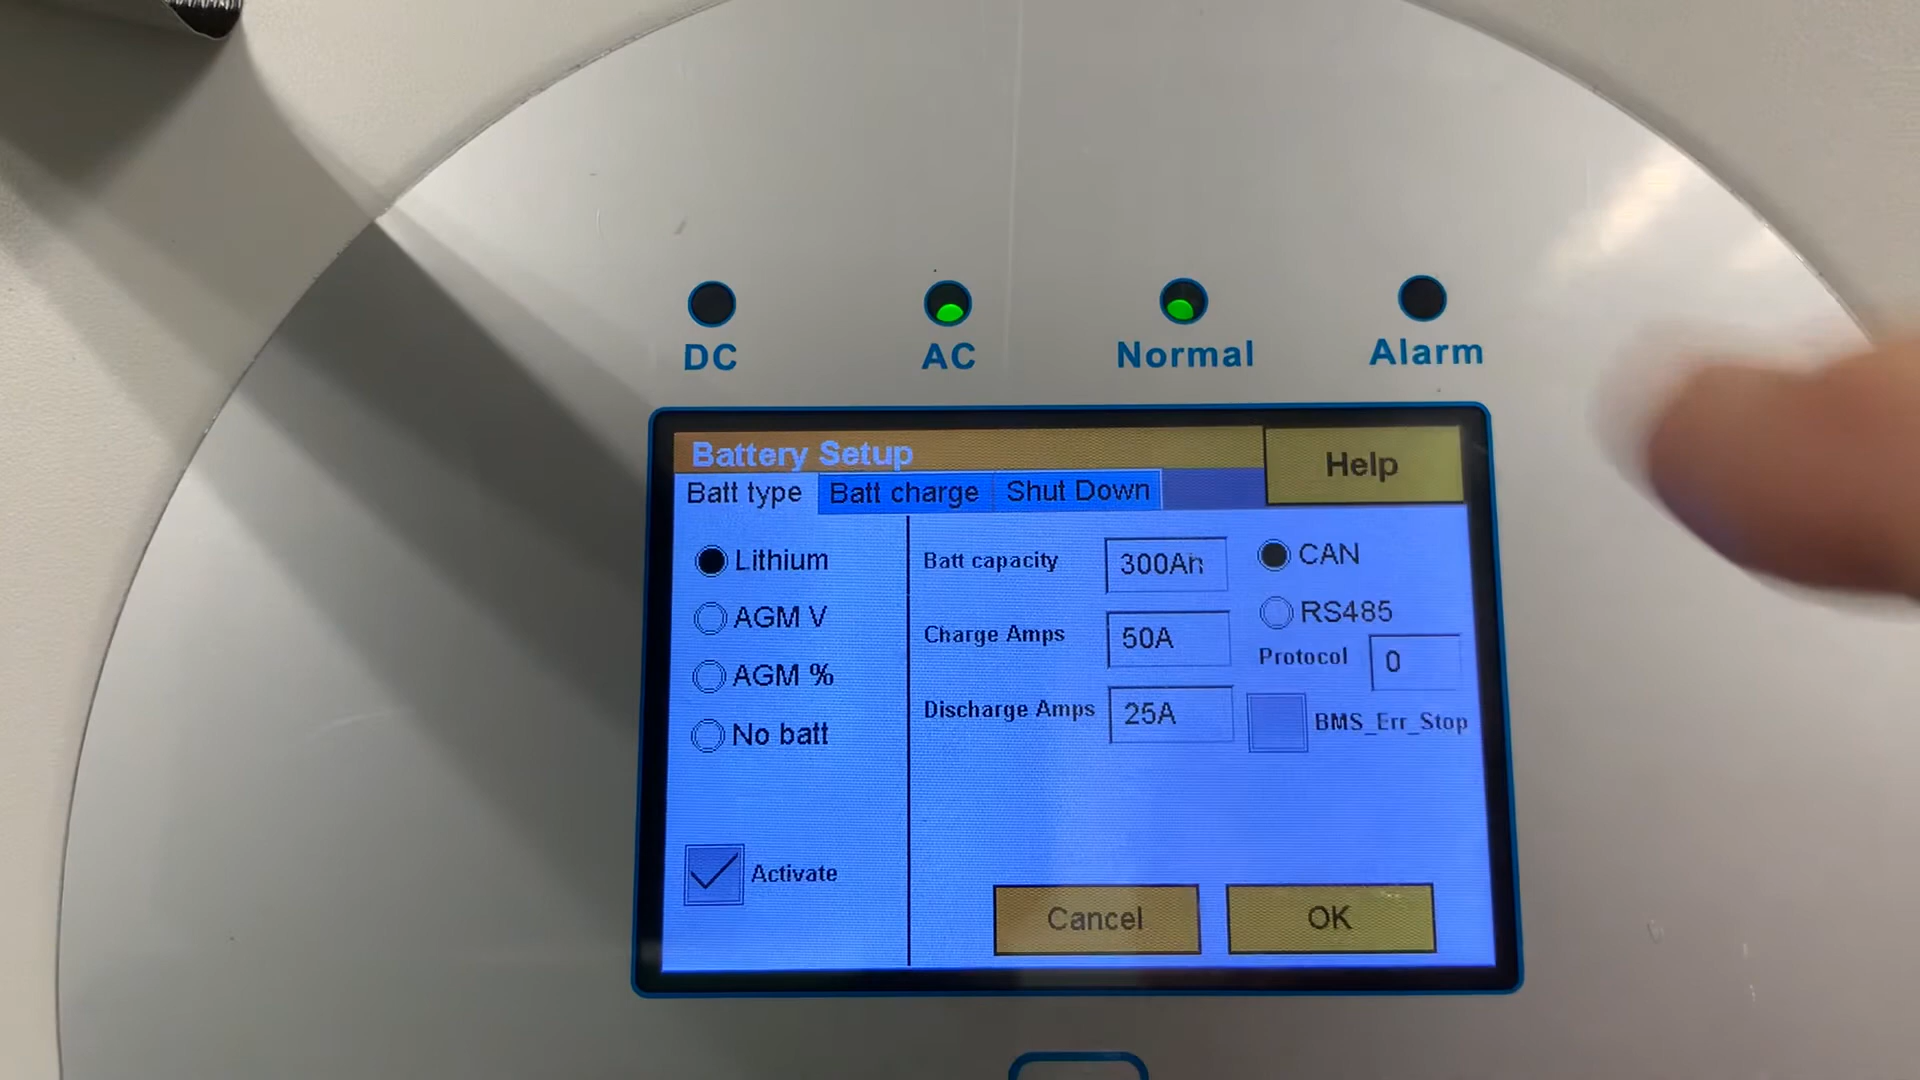 DC AC Normal Alarm
Battery Setup
Help
Batt type Batt charge Shut Down
Lithium
AGM V
AGM %
No batt
Activate
Batt capacity 300Ah
Charge Amps 50A
Discharge Amps 25A
CAN
RS485
Protocol 0
BMS_Err_Stop
Cancel OK